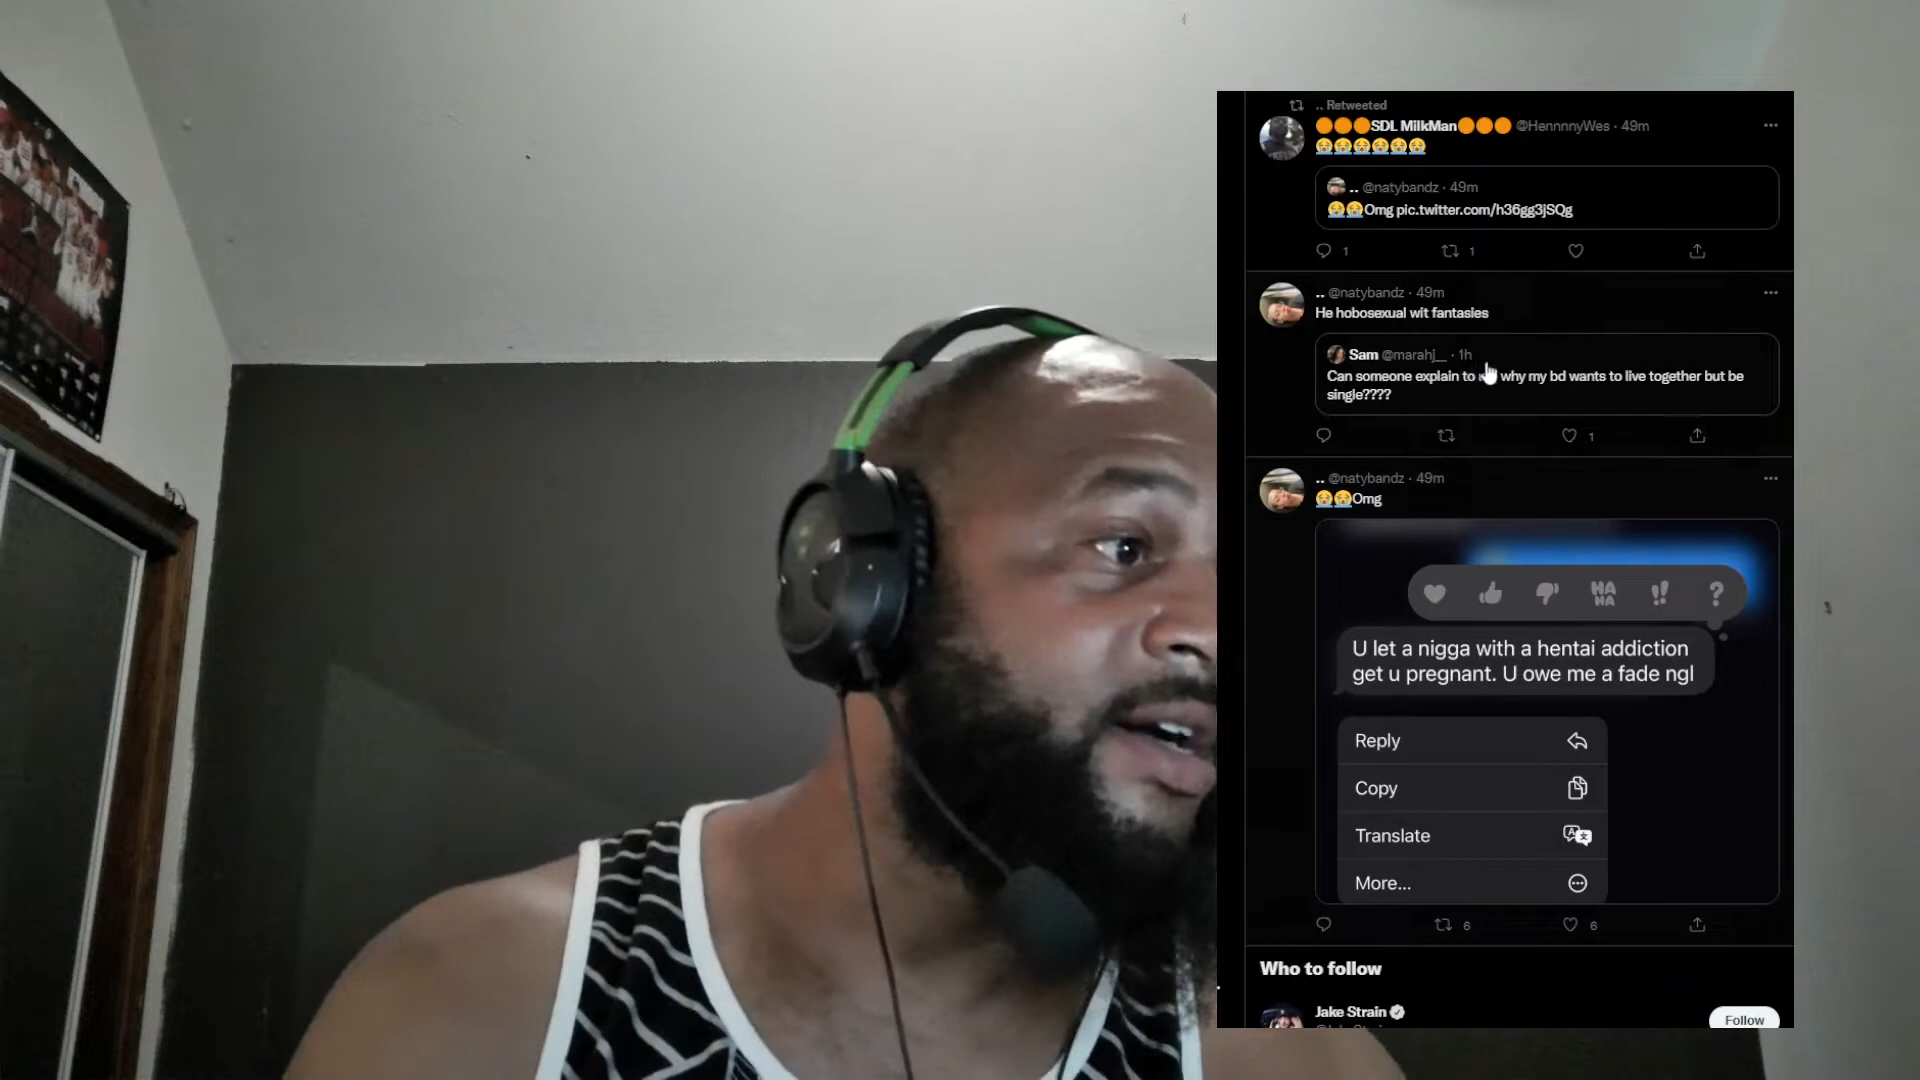 .. Retweeted
🟠🟠🟠SDL MilkMan🟠🟠🟠 @HennnnyWes · 49m
😭😭😭😭😭😭
.. @natybandz · 49m
😭😭Omg pic.twitter.com/h36gg3jSQg
1 1
.. @natybandz · 49m
He hobosexual wit fantasies
Sam @marahj__ · 1h
Can someone explain to why my bd wants to live together but be
single????
1
.. @natybandz · 49m
😭😭Omg
HA
HA
!!
?
U let a nigga with a hentai addiction
get u pregnant. U owe me a fade ngl
Reply
Copy
Translate
More...
6 6
Who to follow
Jake Strain
Follow